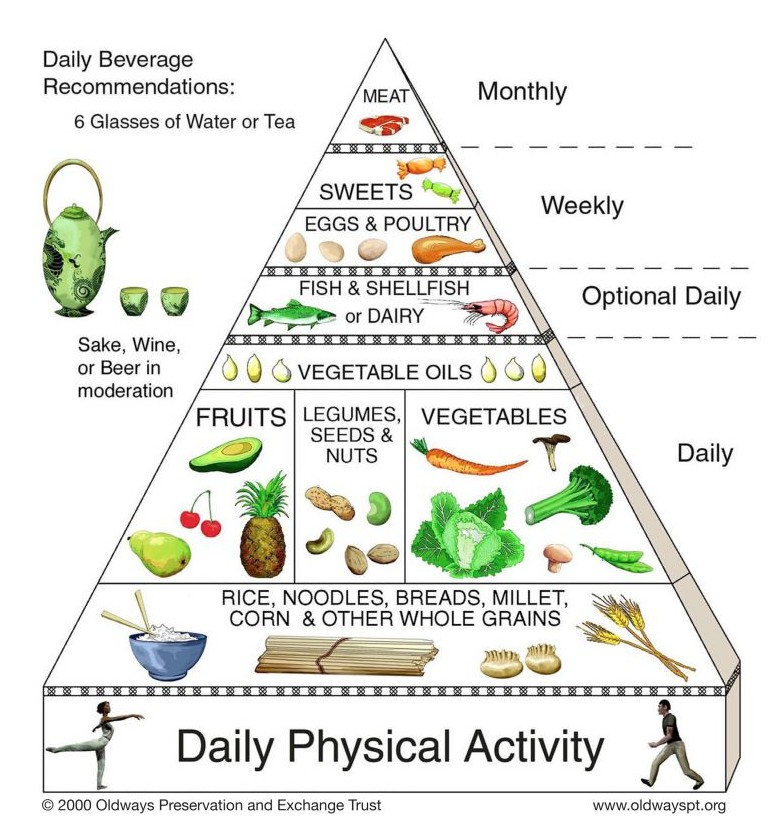 Daily Beverage
Recommendations:
6 Glasses of Water or Tea
Sake, Wine,
or Beer in
moderation
MEAT
Monthly
SWEETS
EGGS & POULTRY
Weekly
FISH & SHELLFISH
or DAIRY
Optional Daily
VEGETABLE OILS
FRUITS
LEGUMES,
SEEDS &
NUTS
VEGETABLES
Daily
RICE, NOODLES, BREADS, MILLET,
CORN & OTHER WHOLE GRAINS
Daily Physical Activity
© 2000 Oldways Preservation and Exchange Trust
www.oldwayspt.org